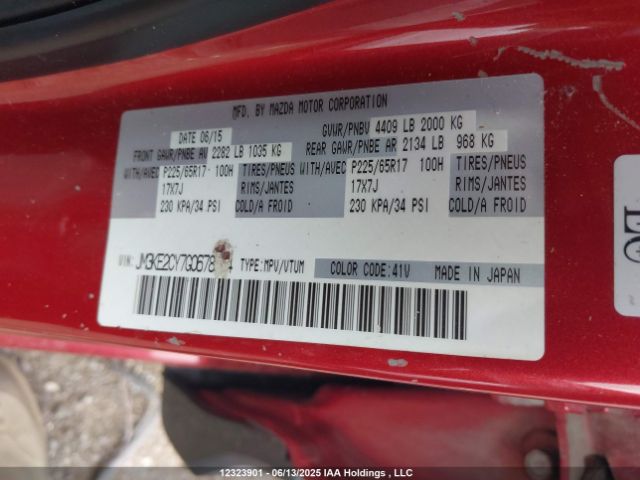 MFD. BY MAZDA MOTOR CORPORATION
DATE 06/15
GVWR/PNBV 4409 LB 2000 KG
FRONT GAWR/PNBE AV 2282 LB 1035 KG
REAR GAWR/PNBE AR 2134 LB 968 KG
WITH/AVEC P225/65R17 100H TIRES/PNEUS
17X7J RIMS/JANTES
230 KPA/34 PSI COLD/A FROID
WITH/AVEC P225/65R17 100H TIRES/PNEUS
17X7J RIMS/JANTES
230 KPA/34 PSI COLD/A FROID
VIN: TYPE:MPV/VTUM COLOR CODE:41V MADE IN JAPAN
12323901 - 06/13/2025 IAA Holdings , LLC